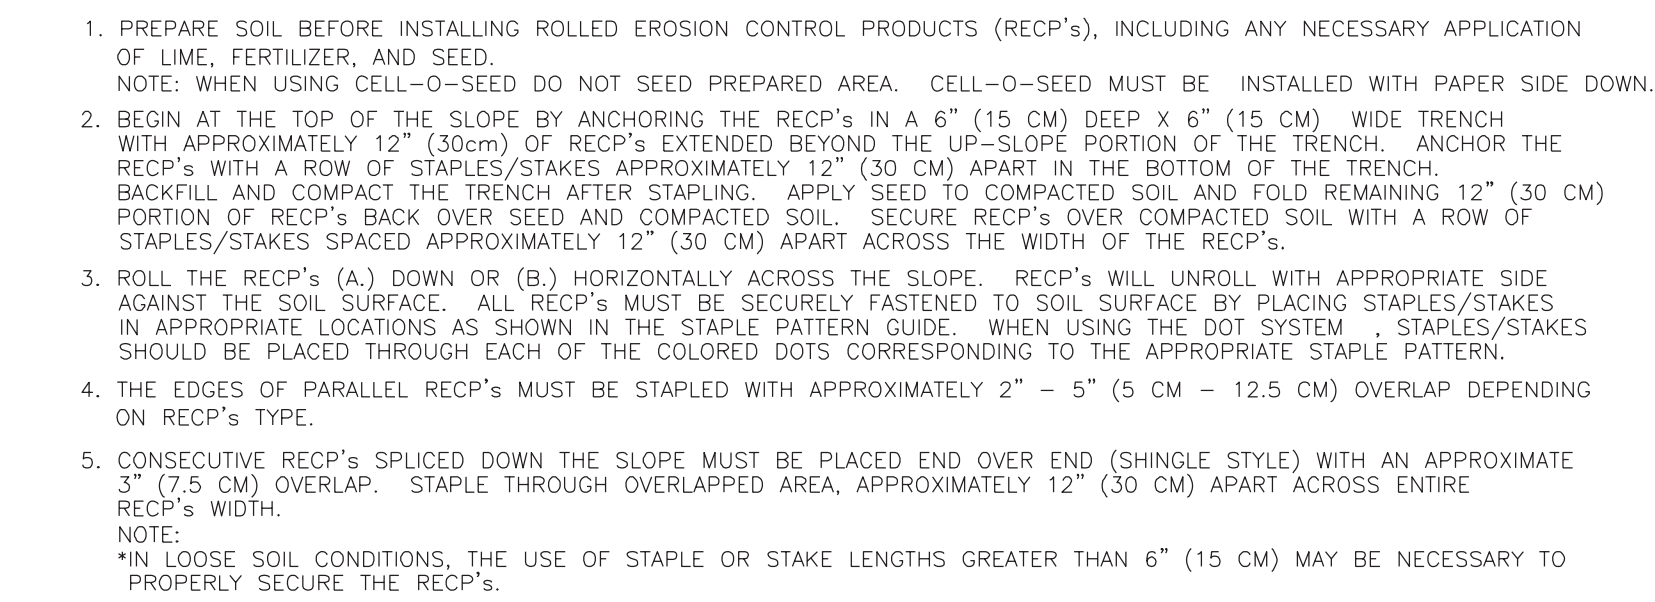 1. PREPARE SOIL BEFORE INSTALLING ROLLED EROSION CONTROL PRODUCTS (RECP's), INCLUDING ANY NECESSARY APPLICATION
OF LIME, FERTILIZER, AND SEED.
NOTE: WHEN USING CELL-O-SEED DO NOT SEED PREPARED AREA. CELL-O-SEED MUST BE INSTALLED WITH PAPER SIDE DOWN.
2. BEGIN AT THE TOP OF THE SLOPE BY ANCHORING THE RECP's IN A 6" (15 CM) DEEP X 6" (15 CM) WIDE TRENCH
WITH APPROXIMATELY 12" (30cm) OF RECP's EXTENDED BEYOND THE UP-SLOPE PORTION OF THE TRENCH. ANCHOR THE
RECP's WITH A ROW OF STAPLES/STAKES APPROXIMATELY 12" (30 CM) APART IN THE BOTTOM OF THE TRENCH.
BACKFILL AND COMPACT THE TRENCH AFTER STAPLING. APPLY SEED TO COMPACTED SOIL AND FOLD REMAINING 12" (30 CM)
PORTION OF RECP's BACK OVER SEED AND COMPACTED SOIL. SECURE RECP's OVER COMPACTED SOIL WITH A ROW OF
STAPLES/STAKES SPACED APPROXIMATELY 12" (30 CM) APART ACROSS THE WIDTH OF THE RECP's.
3. ROLL THE RECP's (A.) DOWN OR (B.) HORIZONTALLY ACROSS THE SLOPE. RECP's WILL UNROLL WITH APPROPRIATE SIDE
AGAINST THE SOIL SURFACE. ALL RECP's MUST BE SECURELY FASTENED TO SOIL SURFACE BY PLACING STAPLES/STAKES
IN APPROPRIATE LOCATIONS AS SHOWN IN THE STAPLE PATTERN GUIDE. WHEN USING THE DOT SYSTEM , STAPLES/STAKES
SHOULD BE PLACED THROUGH EACH OF THE COLORED DOTS CORRESPONDING TO THE APPROPRIATE STAPLE PATTERN.
4. THE EDGES OF PARALLEL RECP's MUST BE STAPLED WITH APPROXIMATELY 2" - 5" (5 CM - 12.5 CM) OVERLAP DEPENDING
ON RECP's TYPE.
5. CONSECUTIVE RECP's SPLICED DOWN THE SLOPE MUST BE PLACED END OVER END (SHINGLE STYLE) WITH AN APPROXIMATE
3" (7.5 CM) OVERLAP. STAPLE THROUGH OVERLAPPED AREA, APPROXIMATELY 12" (30 CM) APART ACROSS ENTIRE
RECP's WIDTH.
NOTE:
*IN LOOSE SOIL CONDITIONS, THE USE OF STAPLE OR STAKE LENGTHS GREATER THAN 6" (15 CM) MAY BE NECESSARY TO
PROPERLY SECURE THE RECP's.